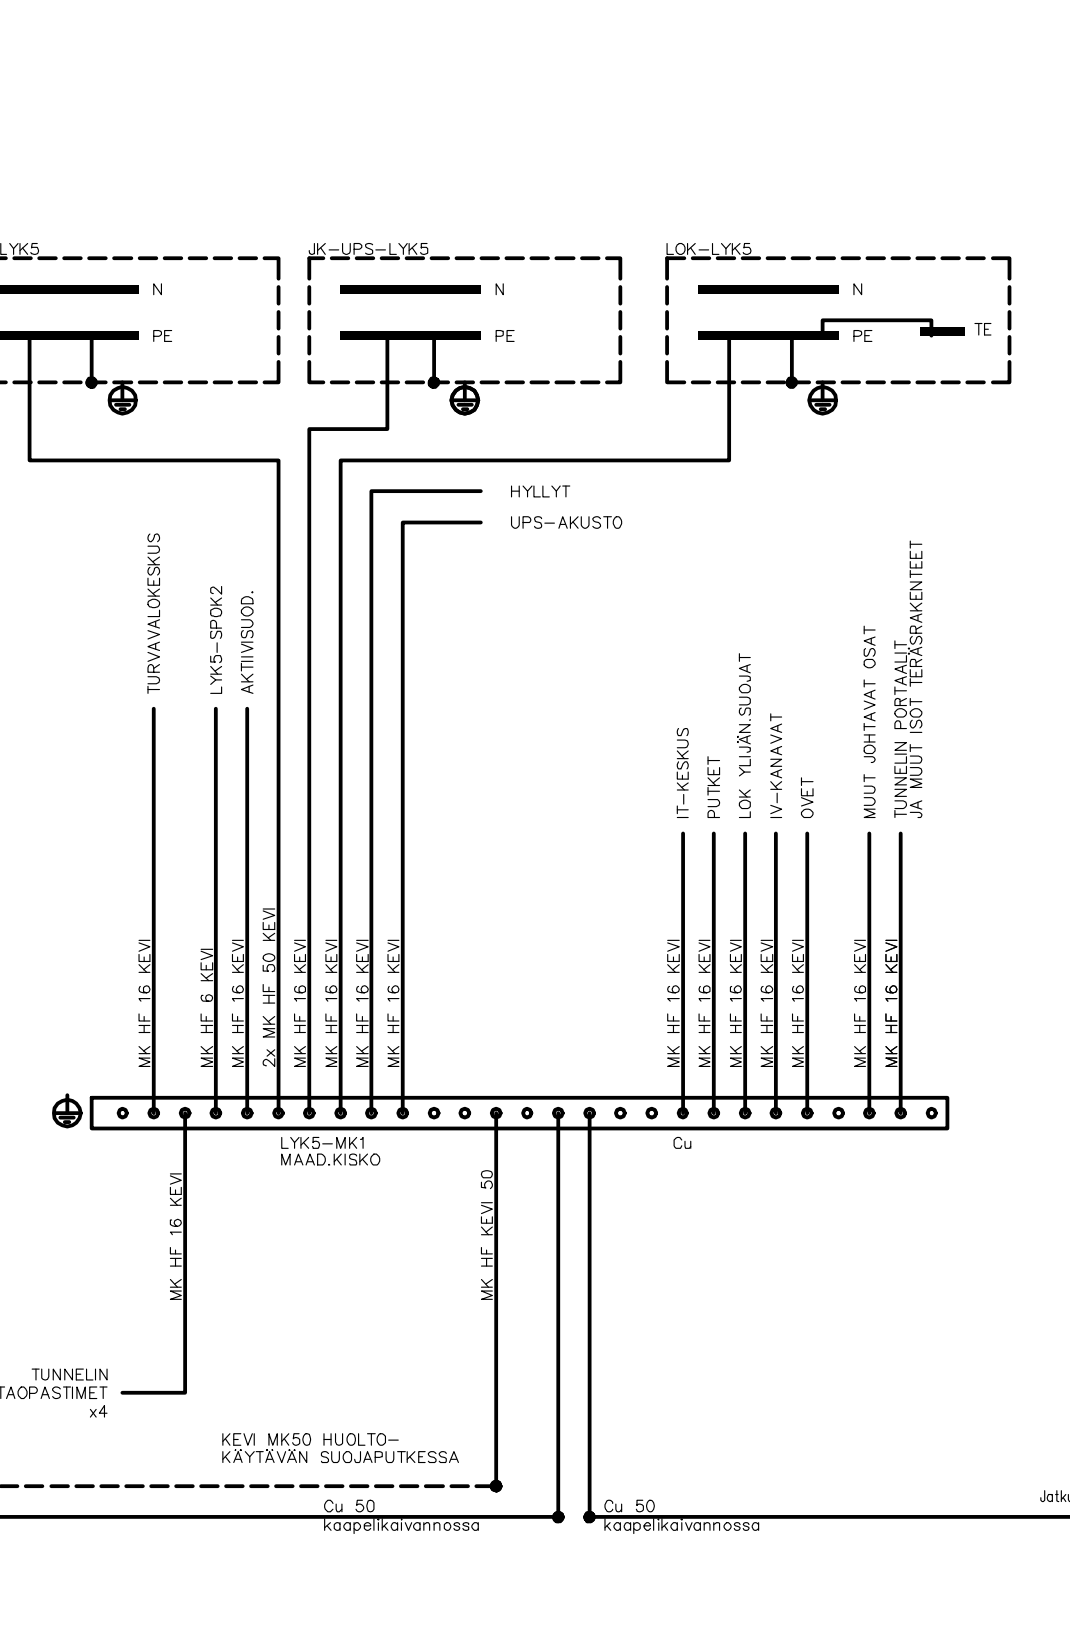 LYK5
JK-UPS-LYK5
LOK-LYK5
N
N
N
PE
PE
PE
TE
HYLLYT
UPS-AKUSTO
TURVAVALOKESKUS
LYK5-SPOK2
AKTIIVISUOD.
IT-KESKUS
PUTKET
LOK YLIJÄN.SUOJAT
IV-KANAVAT
OVET
MUUT JOHTAVAT OSAT
TUNNELIN PORTAALIT
JA MUUT ISOT TERÄSRAKENTEET
MK HF 16 KEVI
MK HF 6 KEVI
MK HF 16 KEVI
2x MK HF 50 KEVI
MK HF 16 KEVI
MK HF 16 KEVI
MK HF 16 KEVI
MK HF 16 KEVI
MK HF 16 KEVI
MK HF 16 KEVI
MK HF 16 KEVI
MK HF 16 KEVI
MK HF 16 KEVI
MK HF 16 KEVI
MK HF 16 KEVI
LYK5-MK1
MAAD.KISKO
Cu
MK HF 16 KEVI
MK HF KEVI 50
TUNNELIN
TAOPASTIMET
x4
KEVI MK50 HUOLTO-
KÄYTÄVÄN SUOJAPUTKESSA
Cu 50
kaapelikaivannossa
Cu 50
kaapelikaivannossa